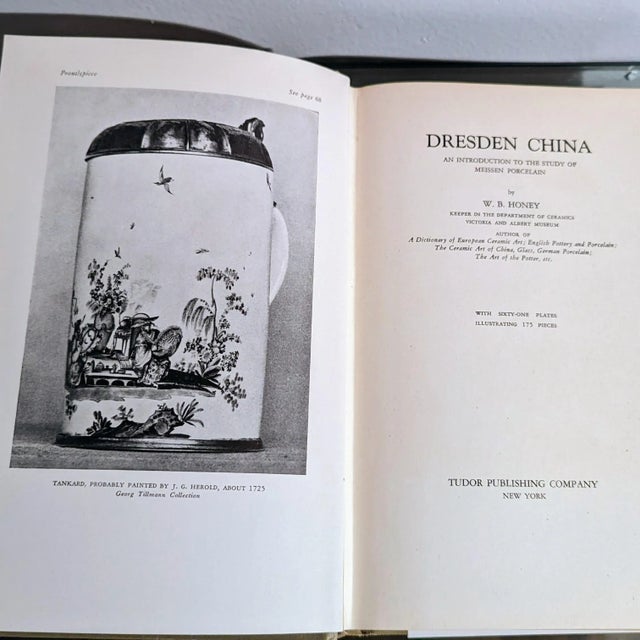 Frontispiece
See page 68
TANKARD, PROBABLY PAINTED BY J. G. HEROLD, ABOUT 1725
Georg Tillmann Collection
DRESDEN CHINA
AN INTRODUCTION TO THE STUDY OF
MEISSEN PORCELAIN
by
W. B. HONEY
KEEPER IN THE DEPARTMENT OF CERAMICS
VICTORIA AND ALBERT MUSEUM
AUTHOR OF
A Dictionary of European Ceramic Art; English Pottery and Porcelain;
The Ceramic Art of China, Glass, German Porcelain;
The Art of the Potter, etc.
WITH SIXTY-ONE PLATES
ILLUSTRATING 175 PIECES
TUDOR PUBLISHING COMPANY
NEW YORK